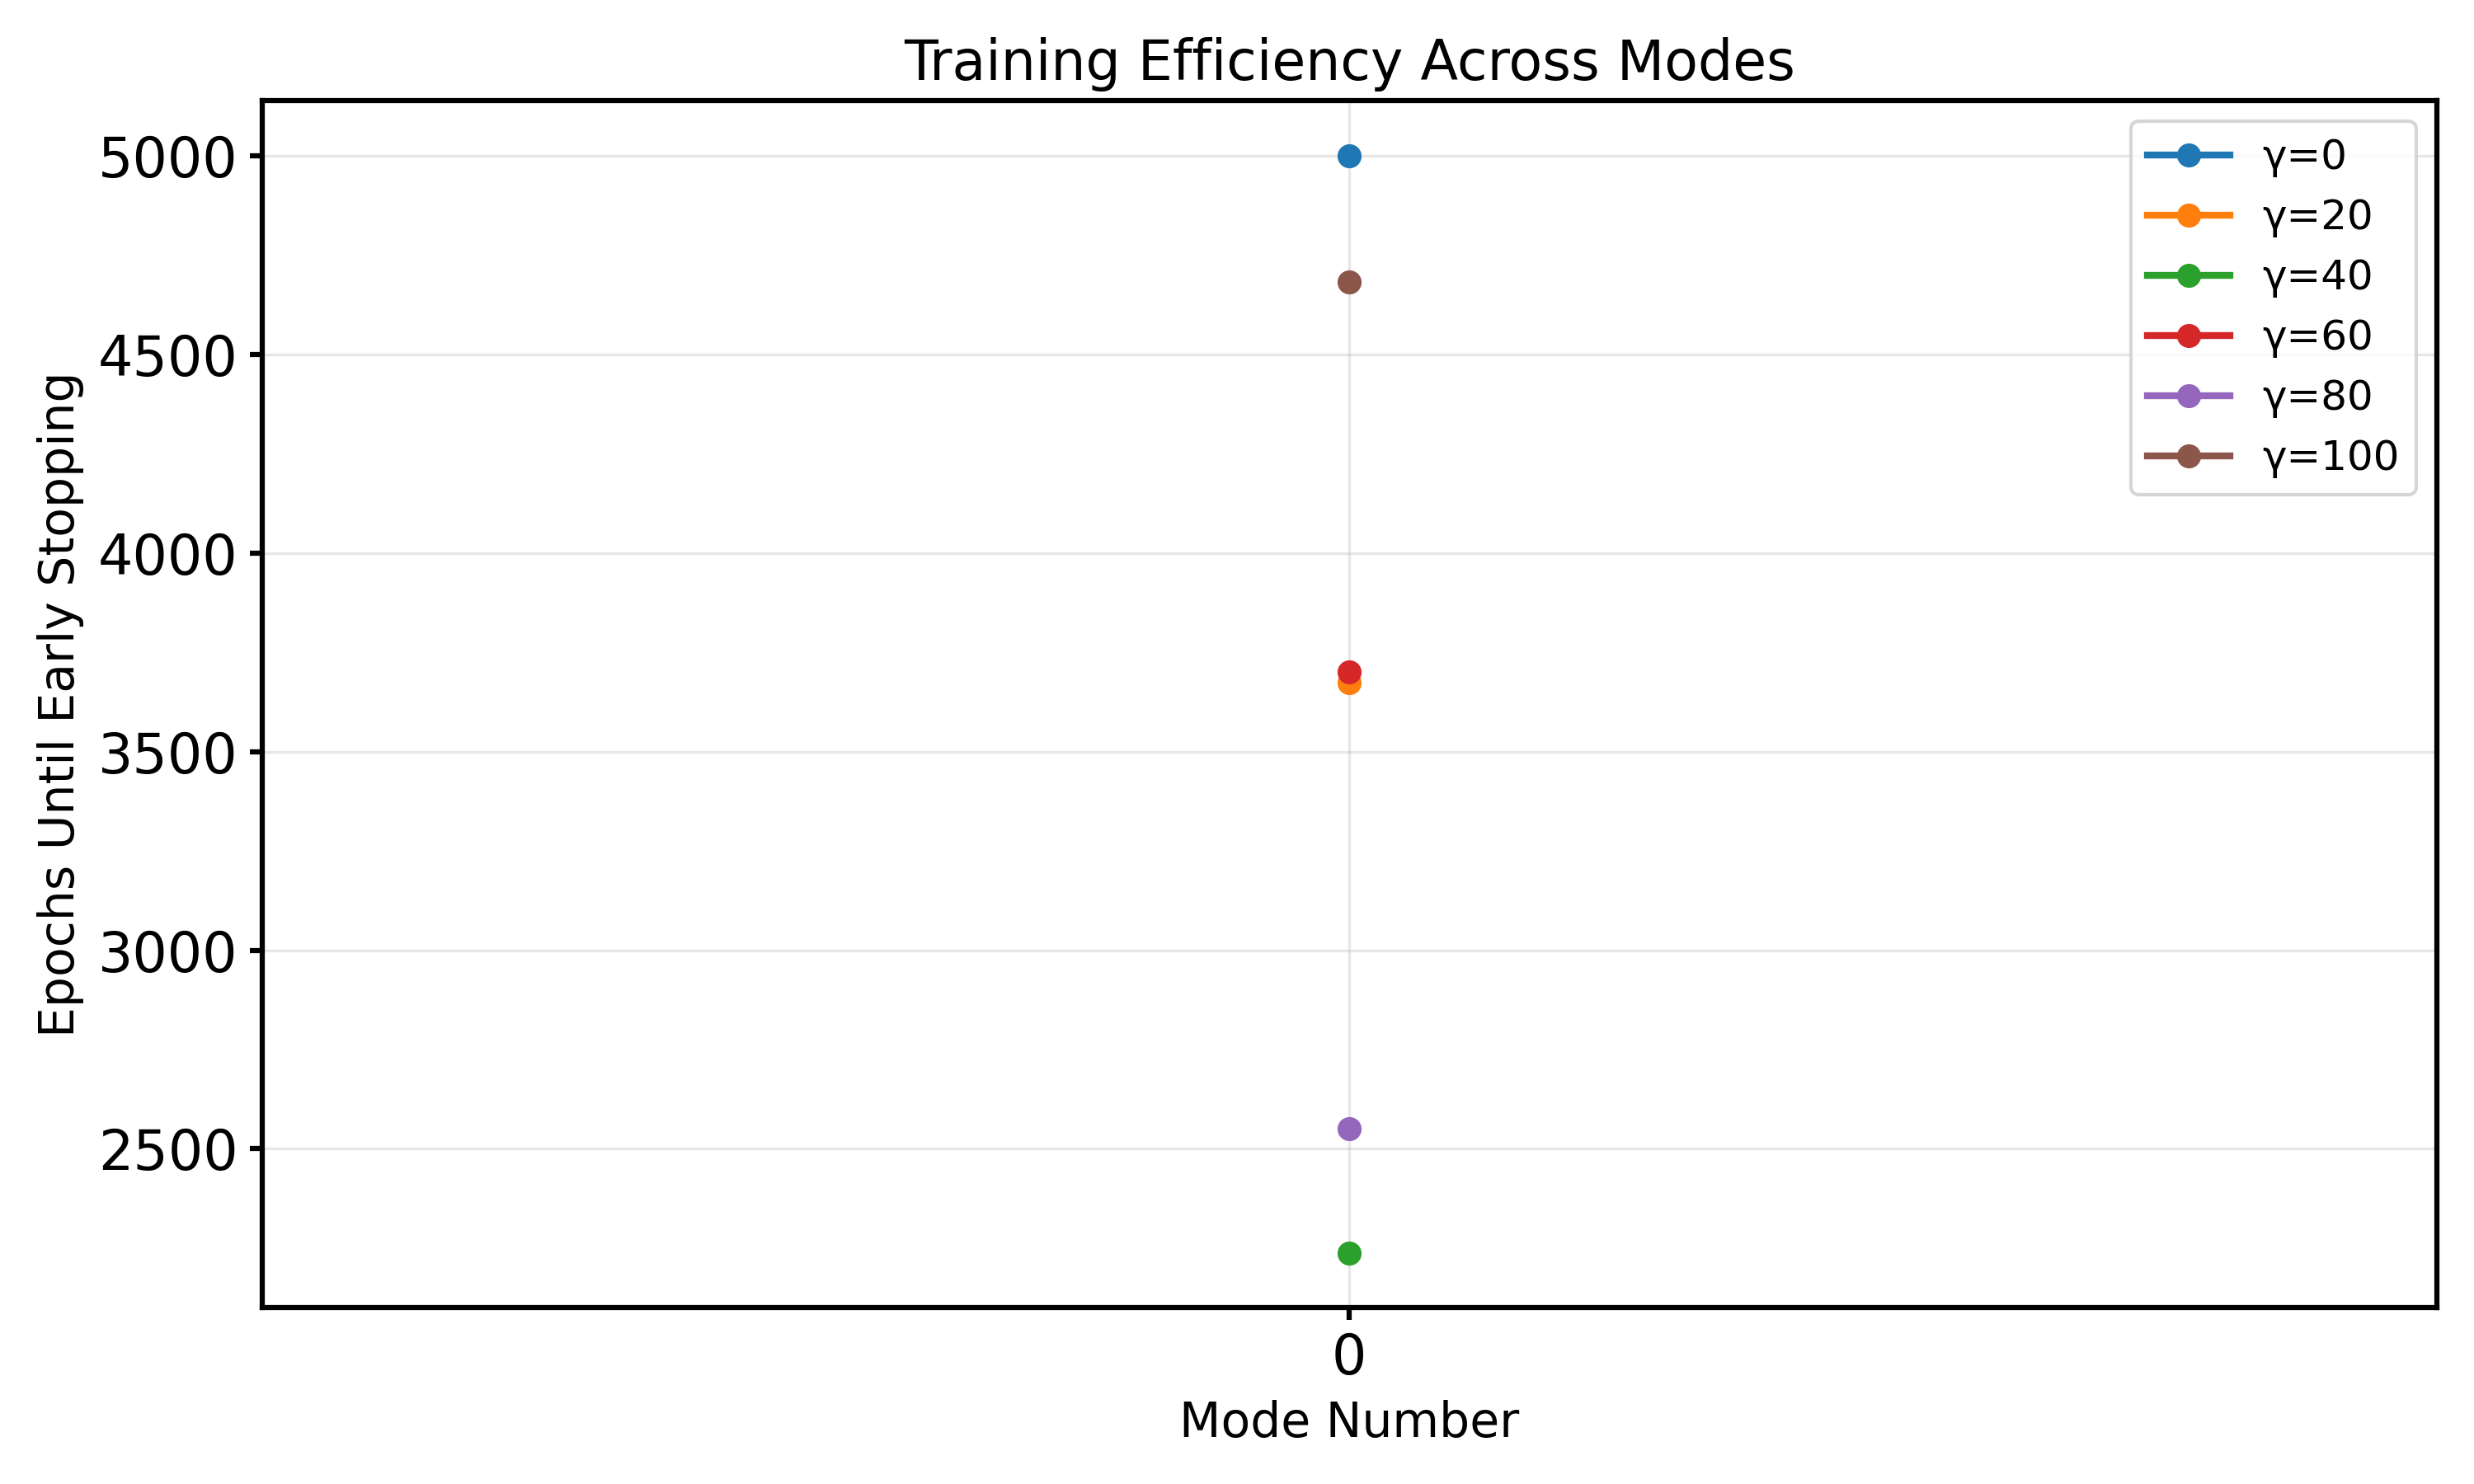 Training Efficiency Across Modes
Epochs Until Early Stopping
5000
4500
4000
3500
3000
2500
γ=0
γ=20
γ=40
γ=60
γ=80
γ=100
0
Mode Number